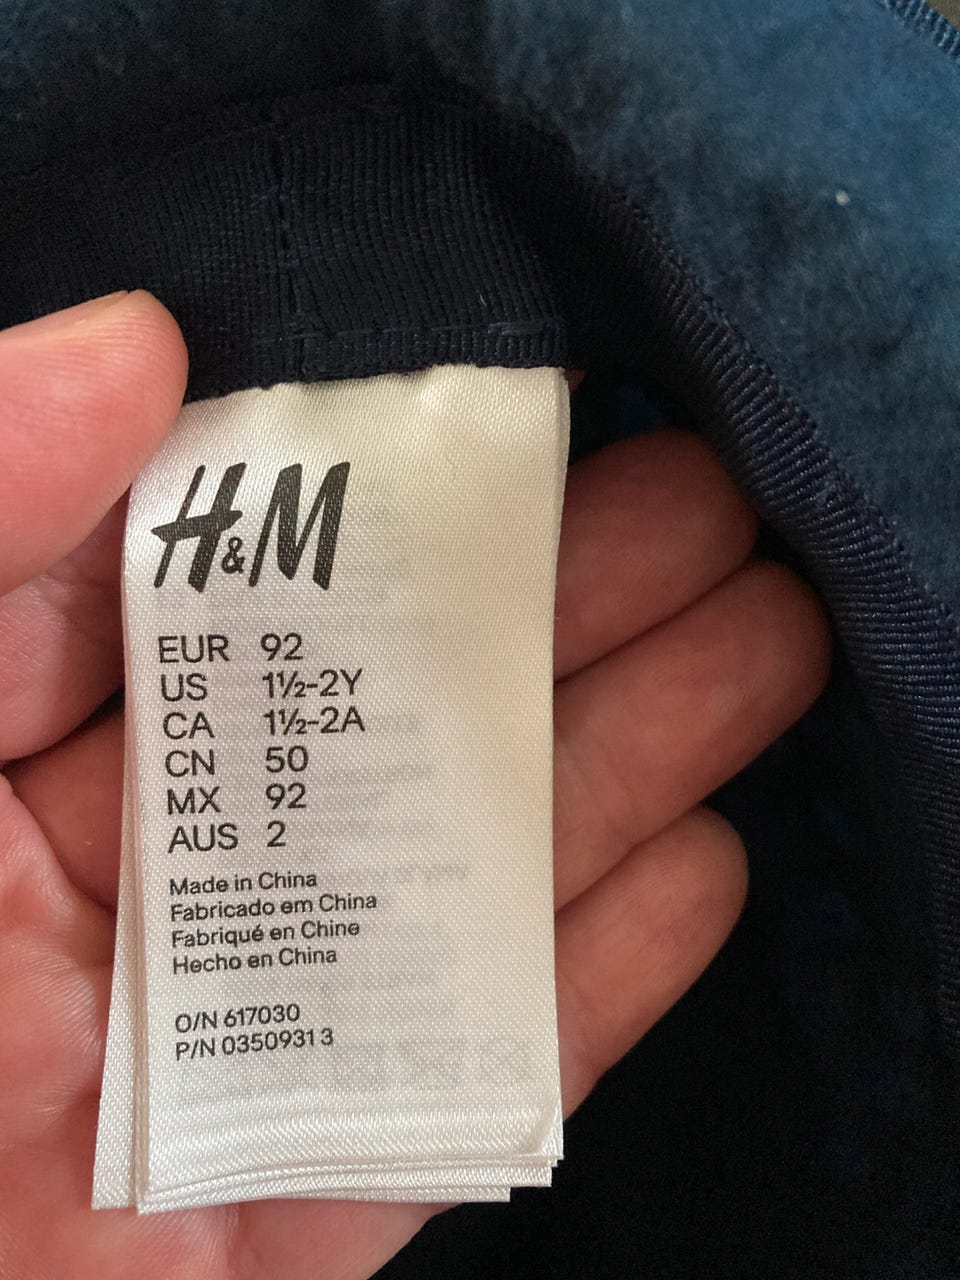 H&M
EUR 92
US 1½-2Y
CA 1½-2A
CN 50
MX 92
AUS 2
Made in China
Fabricado em China
Fabriqué en Chine
Hecho en China
O/N 617030
P/N 03509313